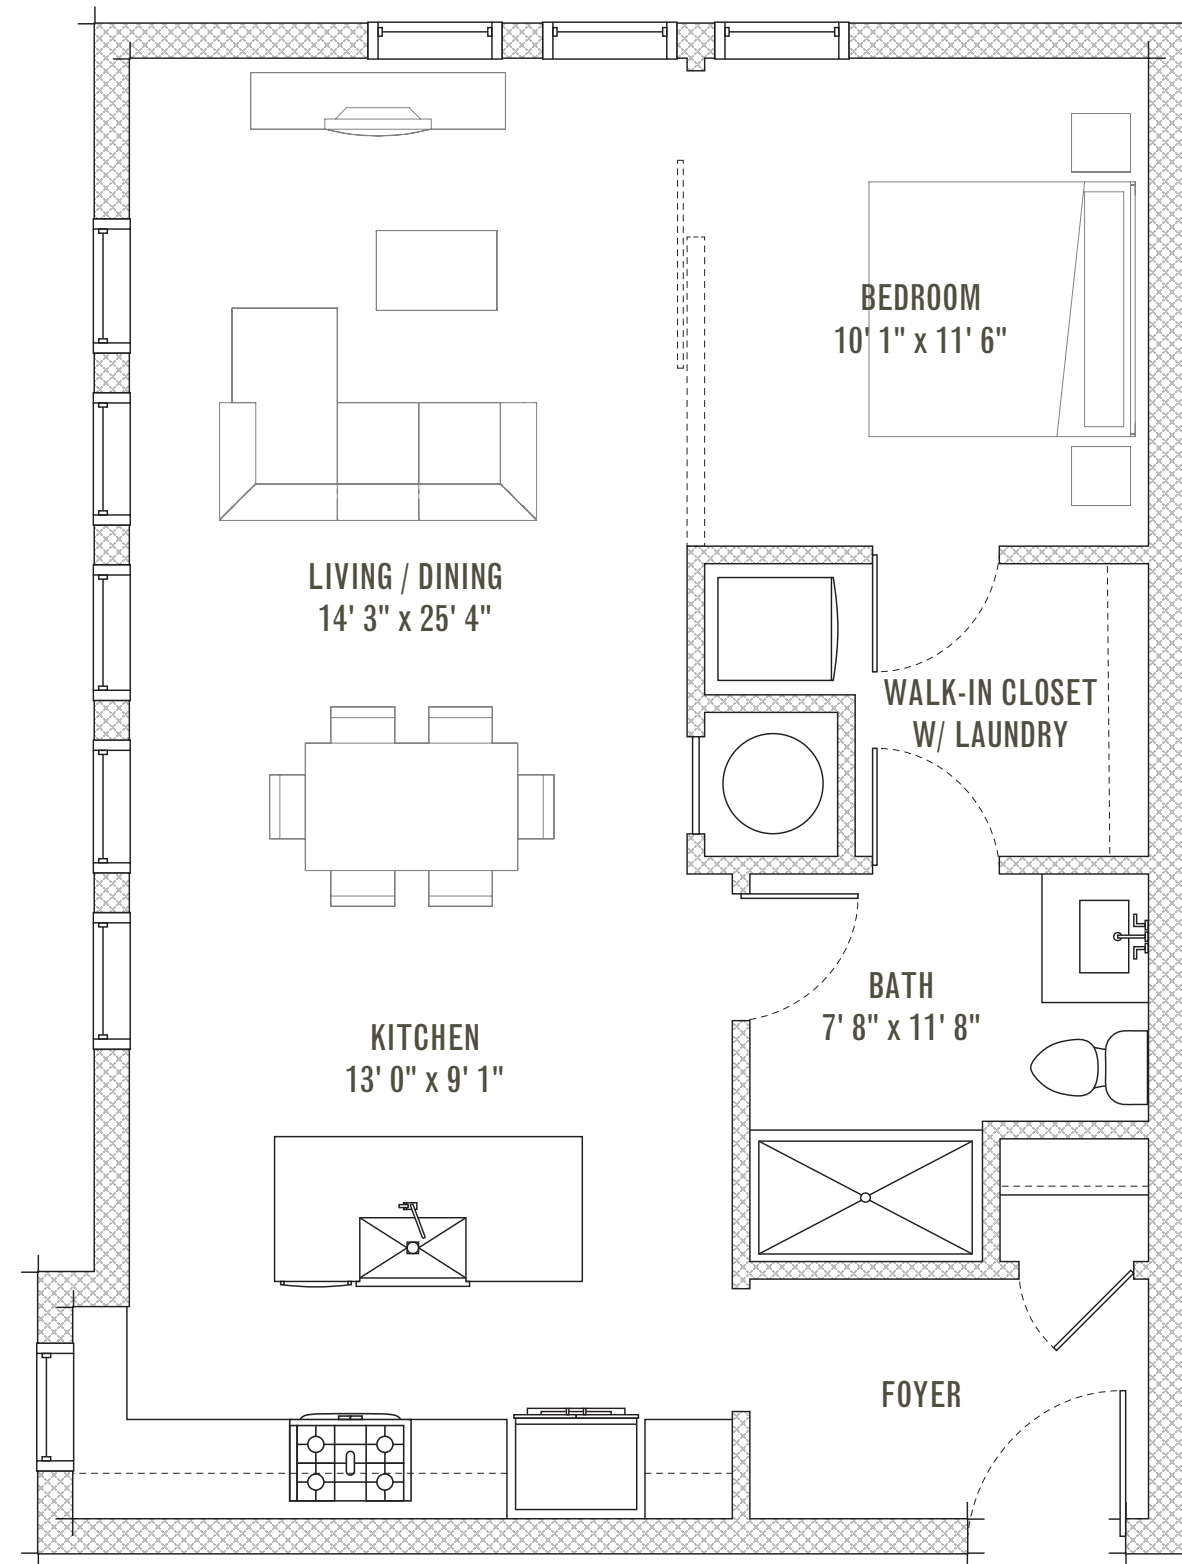 BEDROOM
10' 1" x 11' 6"
LIVING / DINING
14' 3" x 25' 4"
WALK-IN CLOSET
W/ LAUNDRY
BATH
7' 8" x 11' 8"
KITCHEN
13' 0" x 9' 1"
FOYER